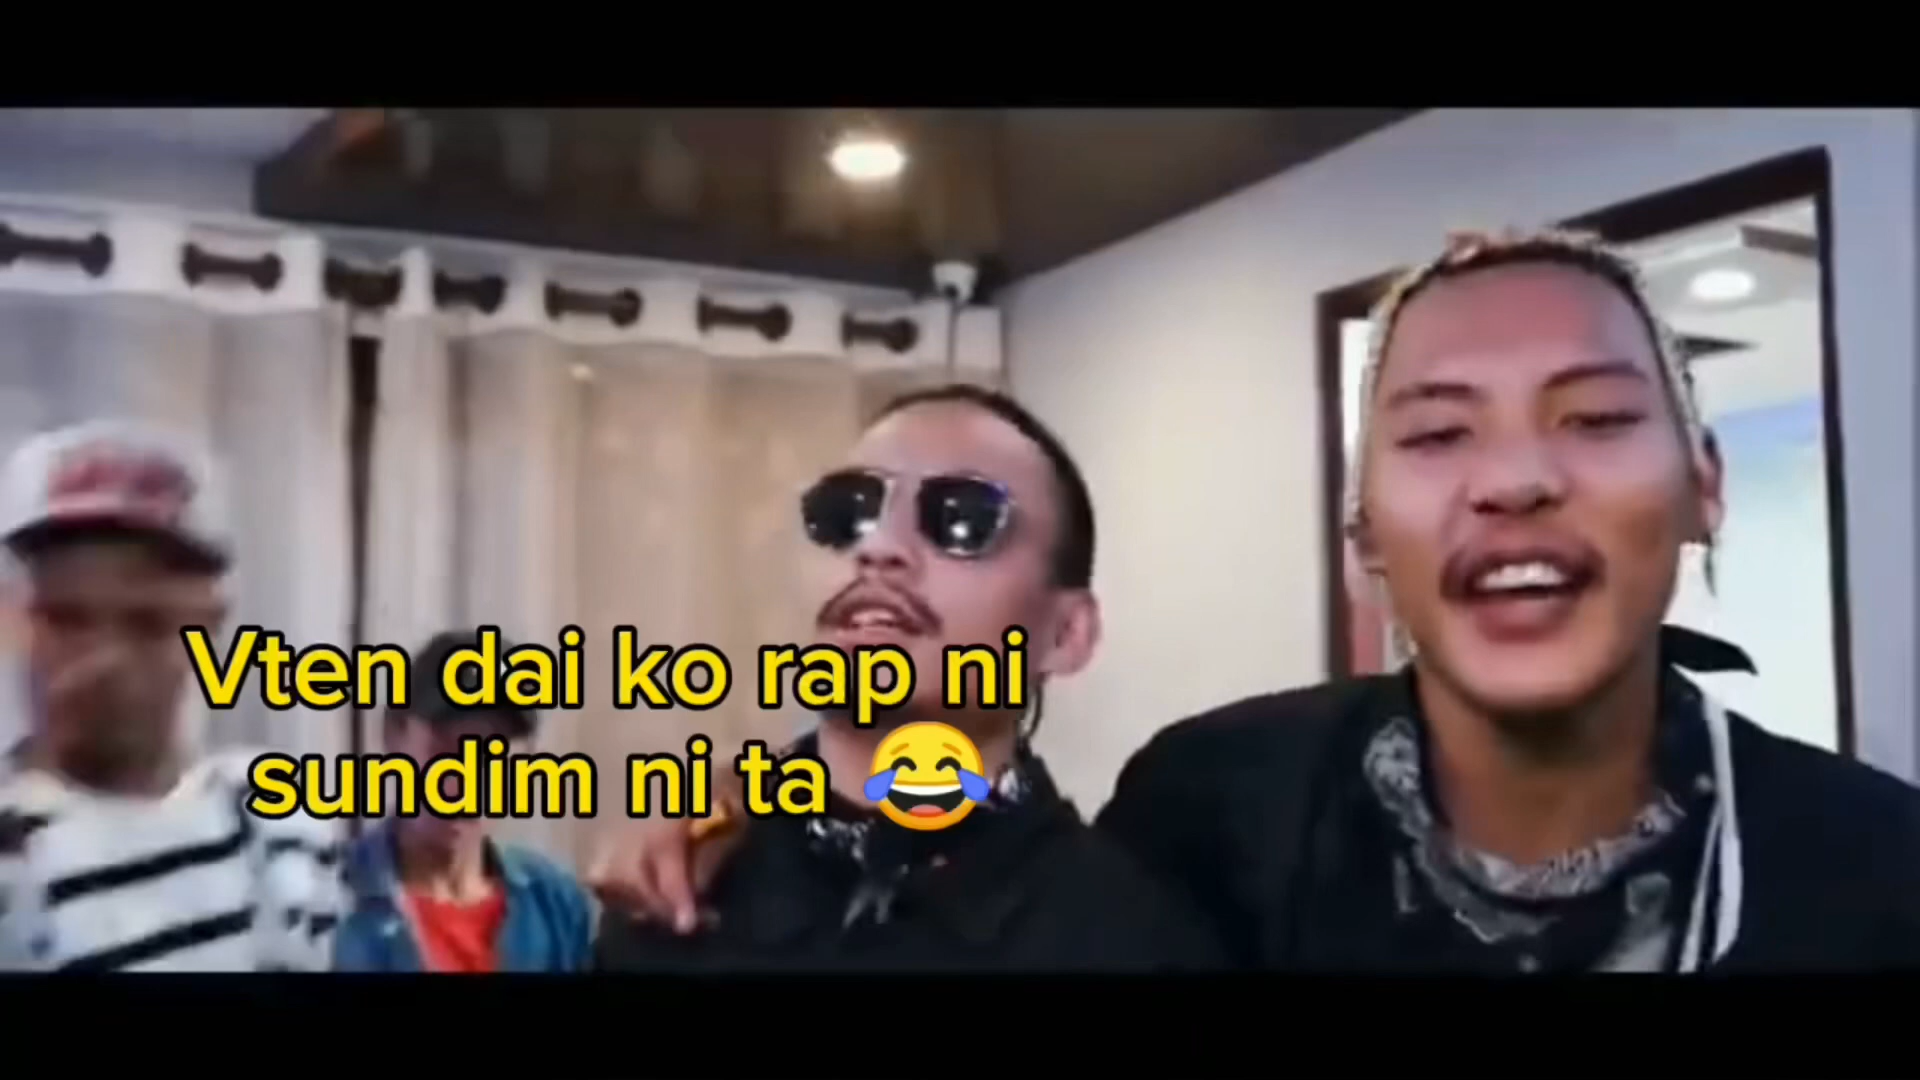 Vten dai ko rap ni
sundim ni ta 😂